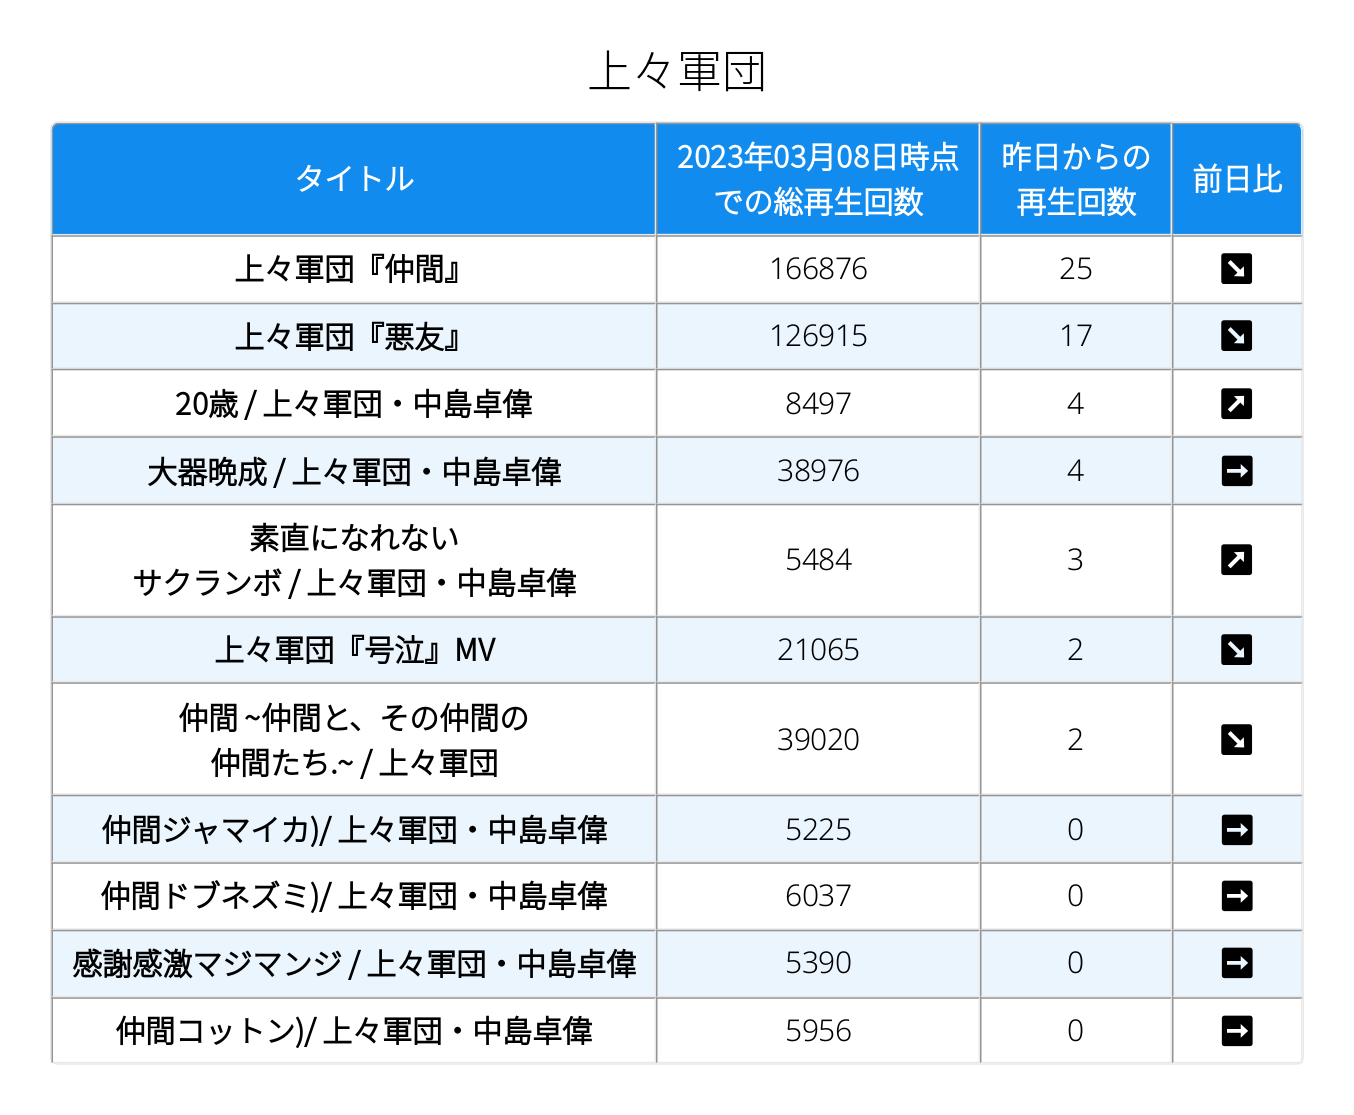 上々軍団
タイトル
2023年03月08日時点
での総再生回数
昨日からの
再生回数
前日比
上々軍団『仲間』
166876
25
上々軍団『悪友』
126915
17
20歳 / 上々軍団・中島卓偉
8497
4
大器晩成 / 上々軍団・中島卓偉
38976
4
素直になれない
サクランボ / 上々軍団・中島卓偉
5484
3
上々軍団『号泣』MV
21065
2
仲間 ~仲間と、その仲間の
仲間たち.~ / 上々軍団
39020
2
仲間ジャマイカ)/ 上々軍団・中島卓偉
5225
0
仲間ドブネズミ)/ 上々軍団・中島卓偉
6037
0
感謝感激マジマンジ / 上々軍団・中島卓偉
5390
0
仲間コットン)/ 上々軍団・中島卓偉
5956
0